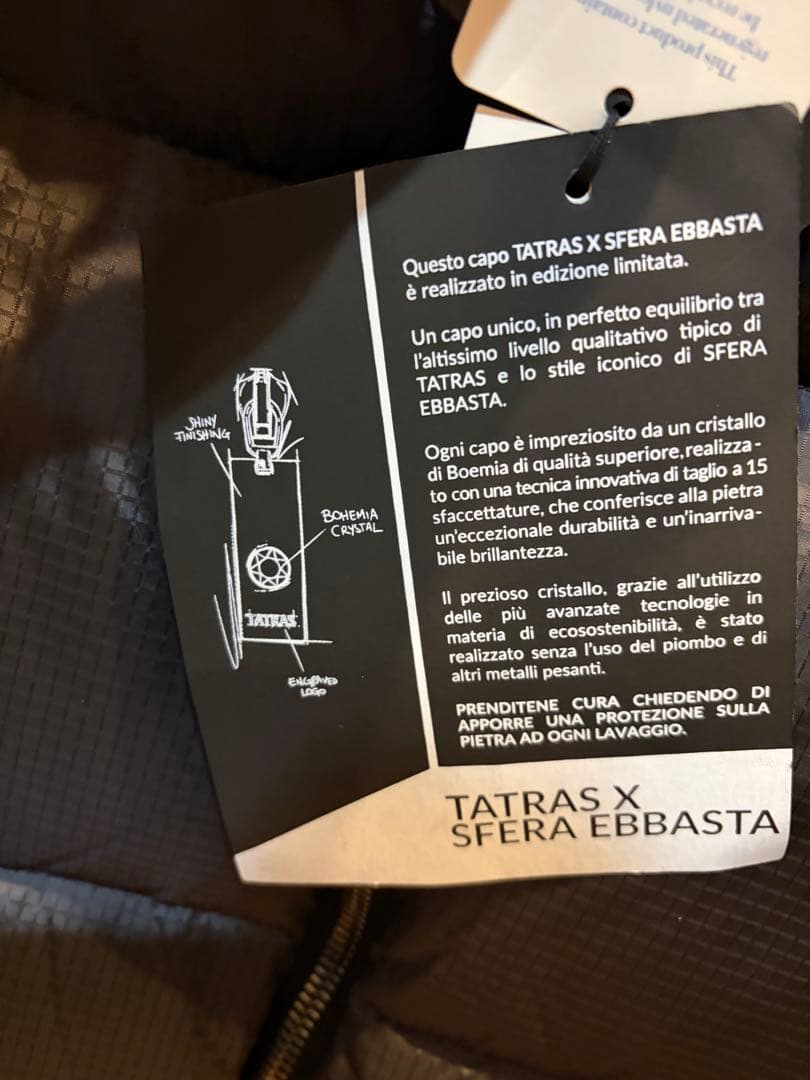 This product contains
regenerated
be
Questo capo TATRAS X SFERA EBBASTA
è realizzato in edizione limitata.
Un capo unico, in perfetto equilibrio tra
l'altissimo livello qualitativo tipico di
TATRAS e lo stile iconico di SFERA
EBBASTA.
Ogni capo è impreziosito da un cristallo
di Boemia di qualità superiore,realizza-
to con una tecnica innovativa di taglio a 15
sfaccettature, che conferisce alla pietra
un'eccezionale durabilità e un'inarriva-
bile brillantezza.
Il prezioso cristallo, grazie all'utilizzo
delle più avanzate tecnologie in
materia di ecosostenibilità, è stato
realizzato senza l'uso del piombo e di
altri metalli pesanti.
PRENDITENE CURA CHIEDENDO DI
APPORRE UNA PROTEZIONE SULLA
PIETRA AD OGNI LAVAGGIO.
TATRAS X
SFERA EBBASTA
SHINY
FINISHING
BOHEMIA
CRYSTAL
TATRAS
ENGRAVED
LOGO